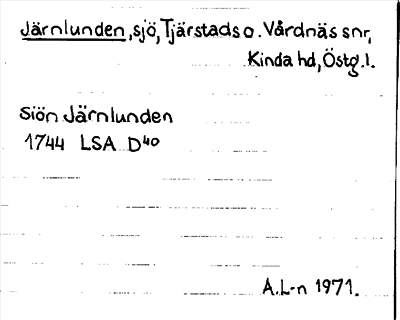 Järnlunden, sjö, Tjärstads o. Vårdnäs snr,
Kinda hd, Östg.l.
Siön Järnlunden
1744 LSA D40
A.L-n 1971.